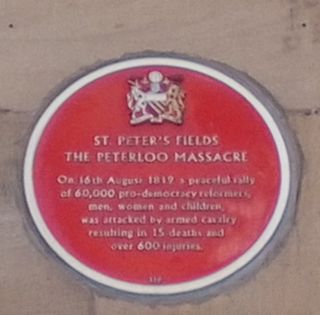 ST. PETER'S FIELDS
THE PETERLOO MASSACRE
On 16th August 1819 a peaceful rally
of 60,000 pro-democracy reformers,
men, women and children,
was attacked by armed cavalry
resulting in 15 deaths and
over 600 injuries.